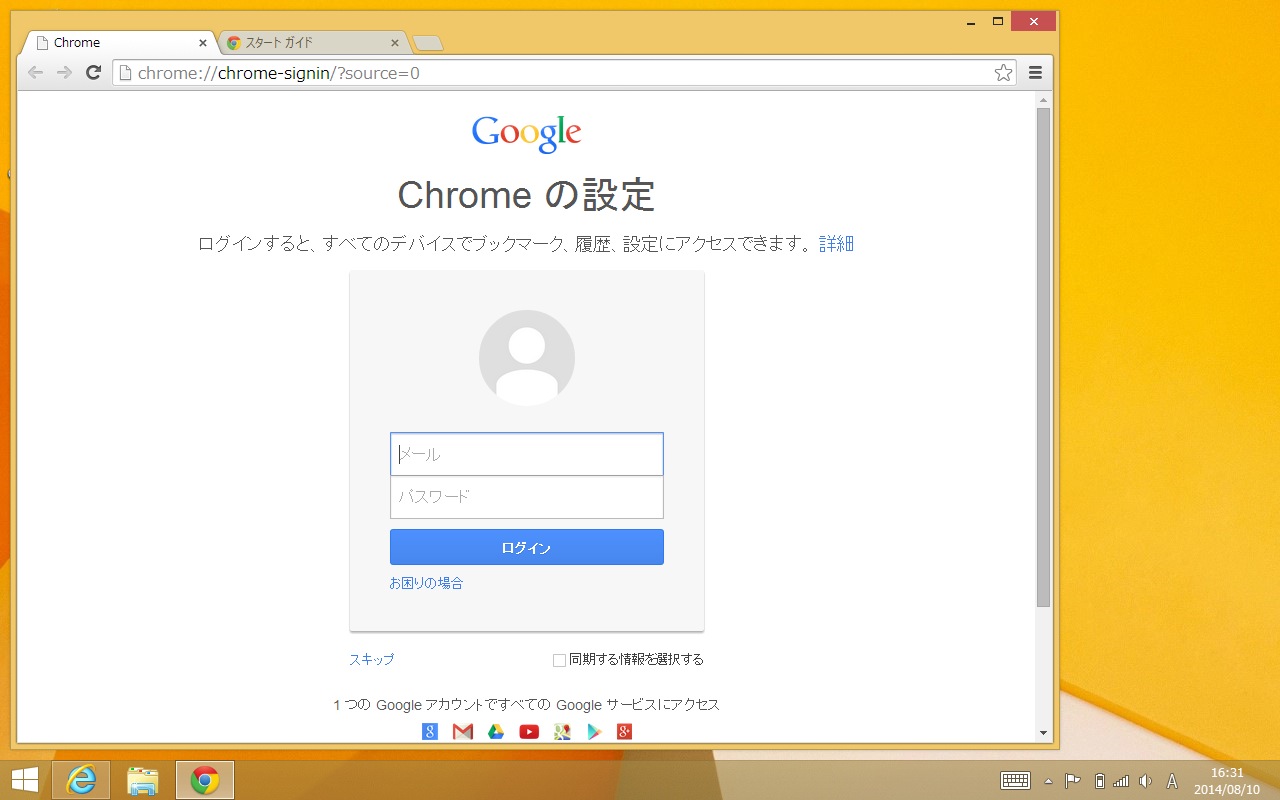 Chrome
スタート ガイド
chrome://chrome-signin/?source=0
Google
Chrome の設定
ログインすると、すべてのデバイスでブックマーク、履歴、設定にアクセスできます。 詳細
メール
パスワード
ログイン
お困りの場合
スキップ
同期する情報を選択する
1 つの Google アカウントですべての Google サービスにアクセス
A
16:31
2014/08/10